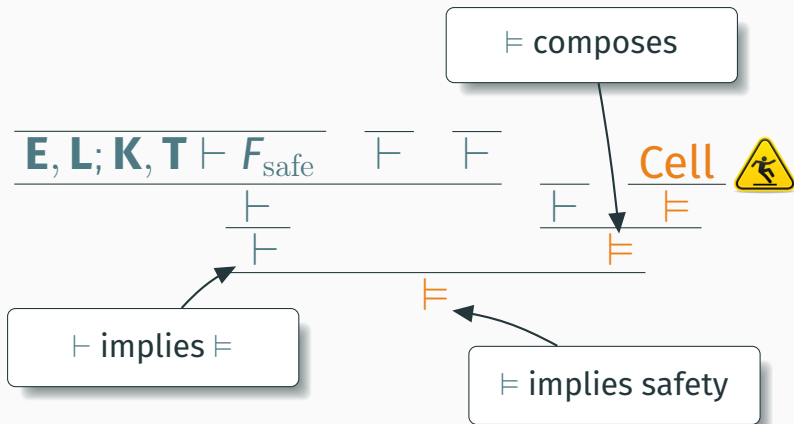 ⊨ composes
E, L; K, T ⊢ F_safe ⊢ ⊢ Cell
⊢ ⊢ ⊨
⊢ ⊨
⊨
⊢ implies ⊨
⊨ implies safety